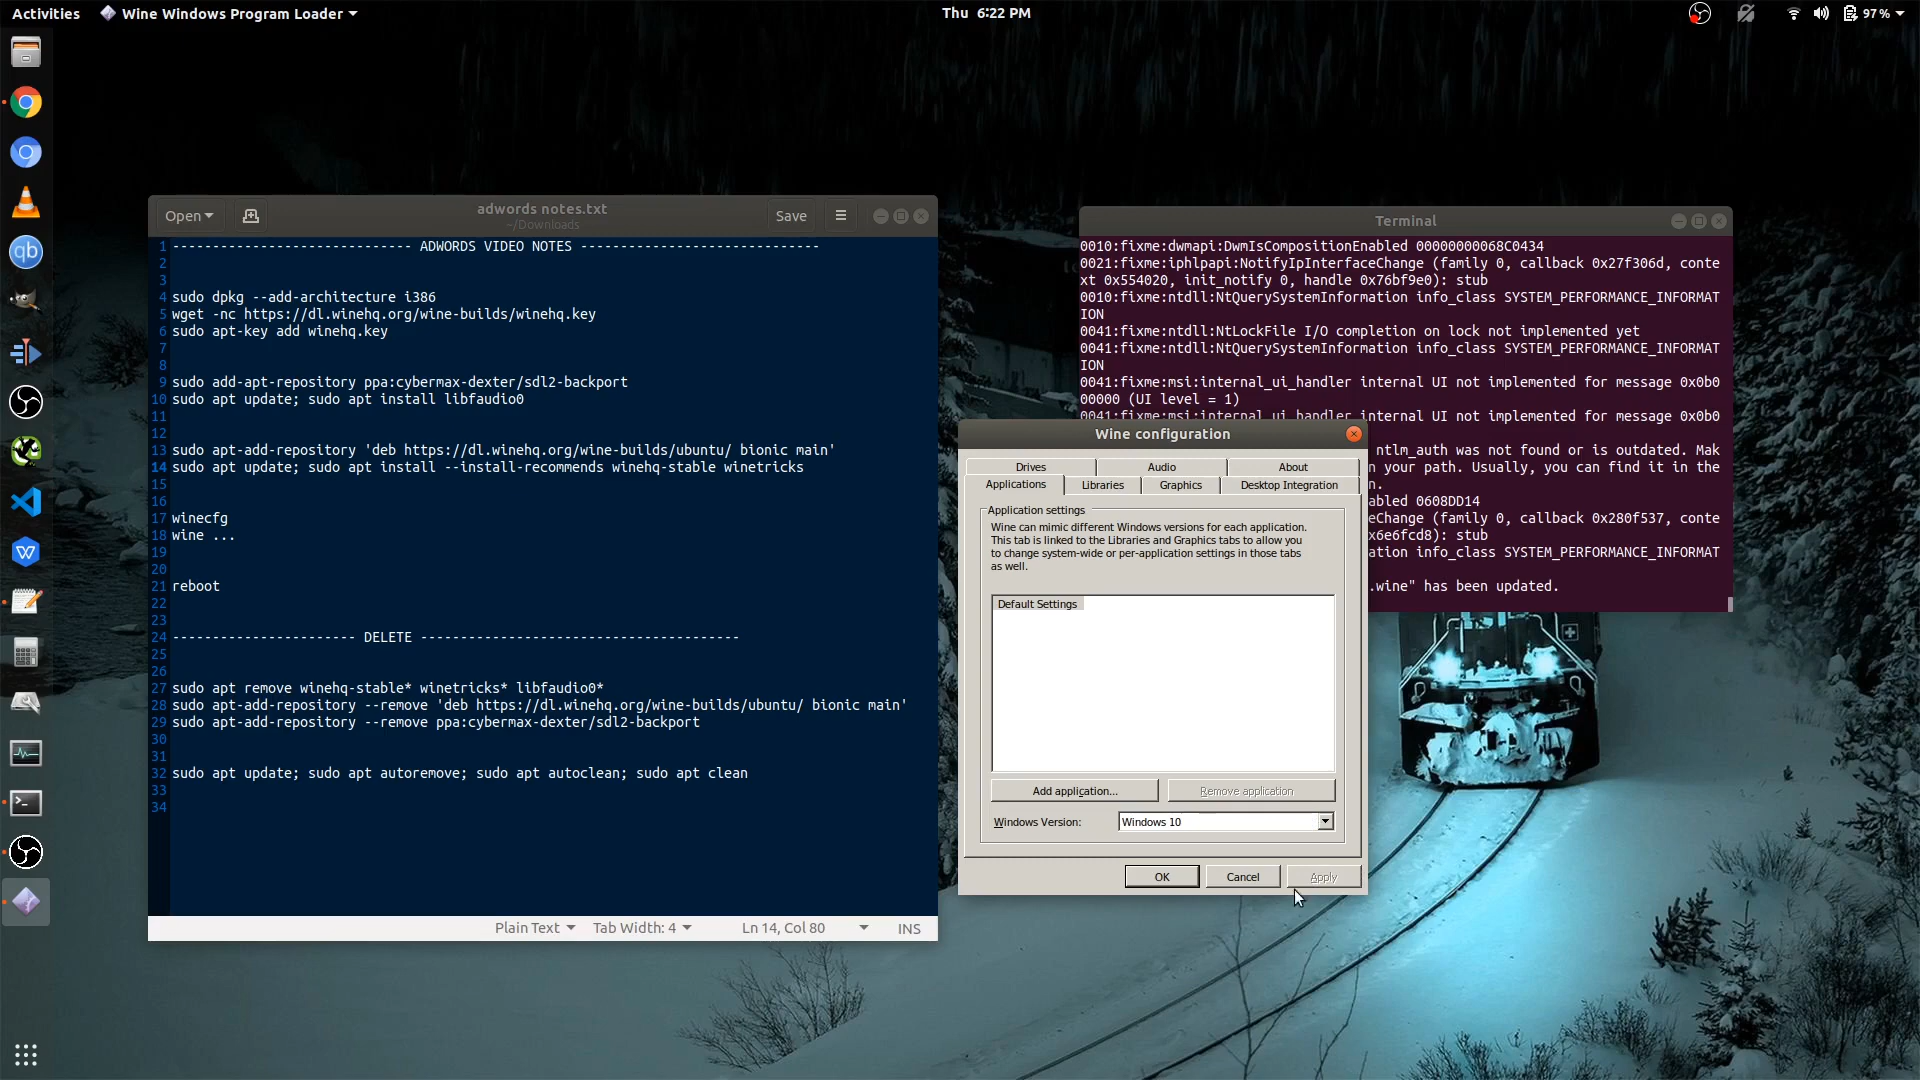 Activities
Wine Windows Program Loader
Thu 6:22 PM
97 %
Open
adwords notes.txt
~/Downloads
Save
1 ----------------------------- ADWORDS VIDEO NOTES -----------------------------
2
3
4 sudo dpkg --add-architecture i386
5 wget -nc https://dl.winehq.org/wine-builds/winehq.key
6 sudo apt-key add winehq.key
7
8
9 sudo add-apt-repository ppa:cybermax-dexter/sdl2-backport
10 sudo apt update; sudo apt install libfaudio0
11
12
13 sudo apt-add-repository 'deb https://dl.winehq.org/wine-builds/ubuntu/ bionic main'
14 sudo apt update; sudo apt install --install-recommends winehq-stable winetricks
15
16
17 winecfg
18 wine ...
19
20
21 reboot
22
23
24 ---------------------- DELETE ---------------------------------------
25
26
27 sudo apt remove winehq-stable* winetricks* libfaudio0*
28 sudo apt-add-repository --remove 'deb https://dl.winehq.org/wine-builds/ubuntu/ bionic main'
29 sudo apt-add-repository --remove ppa:cybermax-dexter/sdl2-backport
30
31
32 sudo apt update; sudo apt autoremove; sudo apt autoclean; sudo apt clean
33
34
Plain Text
Tab Width: 4
Ln 14, Col 80
INS
Terminal
0010:fixme:dwmapi:DwmIsCompositionEnabled 00000000068C0434
0021:fixme:iphlpapi:NotifyIpInterfaceChange (family 0, callback 0x27f306d, conte
xt 0x554020, init_notify 0, handle 0x76bf9e0): stub
0010:fixme:ntdll:NtQuerySystemInformation info_class SYSTEM_PERFORMANCE_INFORMAT
ION
0041:fixme:ntdll:NtLockFile I/O completion on lock not implemented yet
0041:fixme:ntdll:NtQuerySystemInformation info_class SYSTEM_PERFORMANCE_INFORMAT
ION
0041:fixme:msi:internal_ui_handler internal UI not implemented for message 0x0b0
00000 (UI level = 1)
0041:fixme:msi:internal_ui_handler internal UI not implemented for message 0x0b0
ntlm_auth was not found or is outdated. Mak
n your path. Usually, you can find it in the
n.
abled 0608DD14
eChange (family 0, callback 0x280f537, conte
x6e6fcd8): stub
ation info_class SYSTEM_PERFORMANCE_INFORMAT
.wine" has been updated.
Wine configuration
Drives
Audio
About
Applications
Libraries
Graphics
Desktop Integration
Application settings
Wine can mimic different Windows versions for each application.
This tab is linked to the Libraries and Graphics tabs to allow you
to change system-wide or per-application settings in those tabs
as well.
Default Settings
Add application...
Remove application
Windows Version:
Windows 10
OK
Cancel
Apply
qb